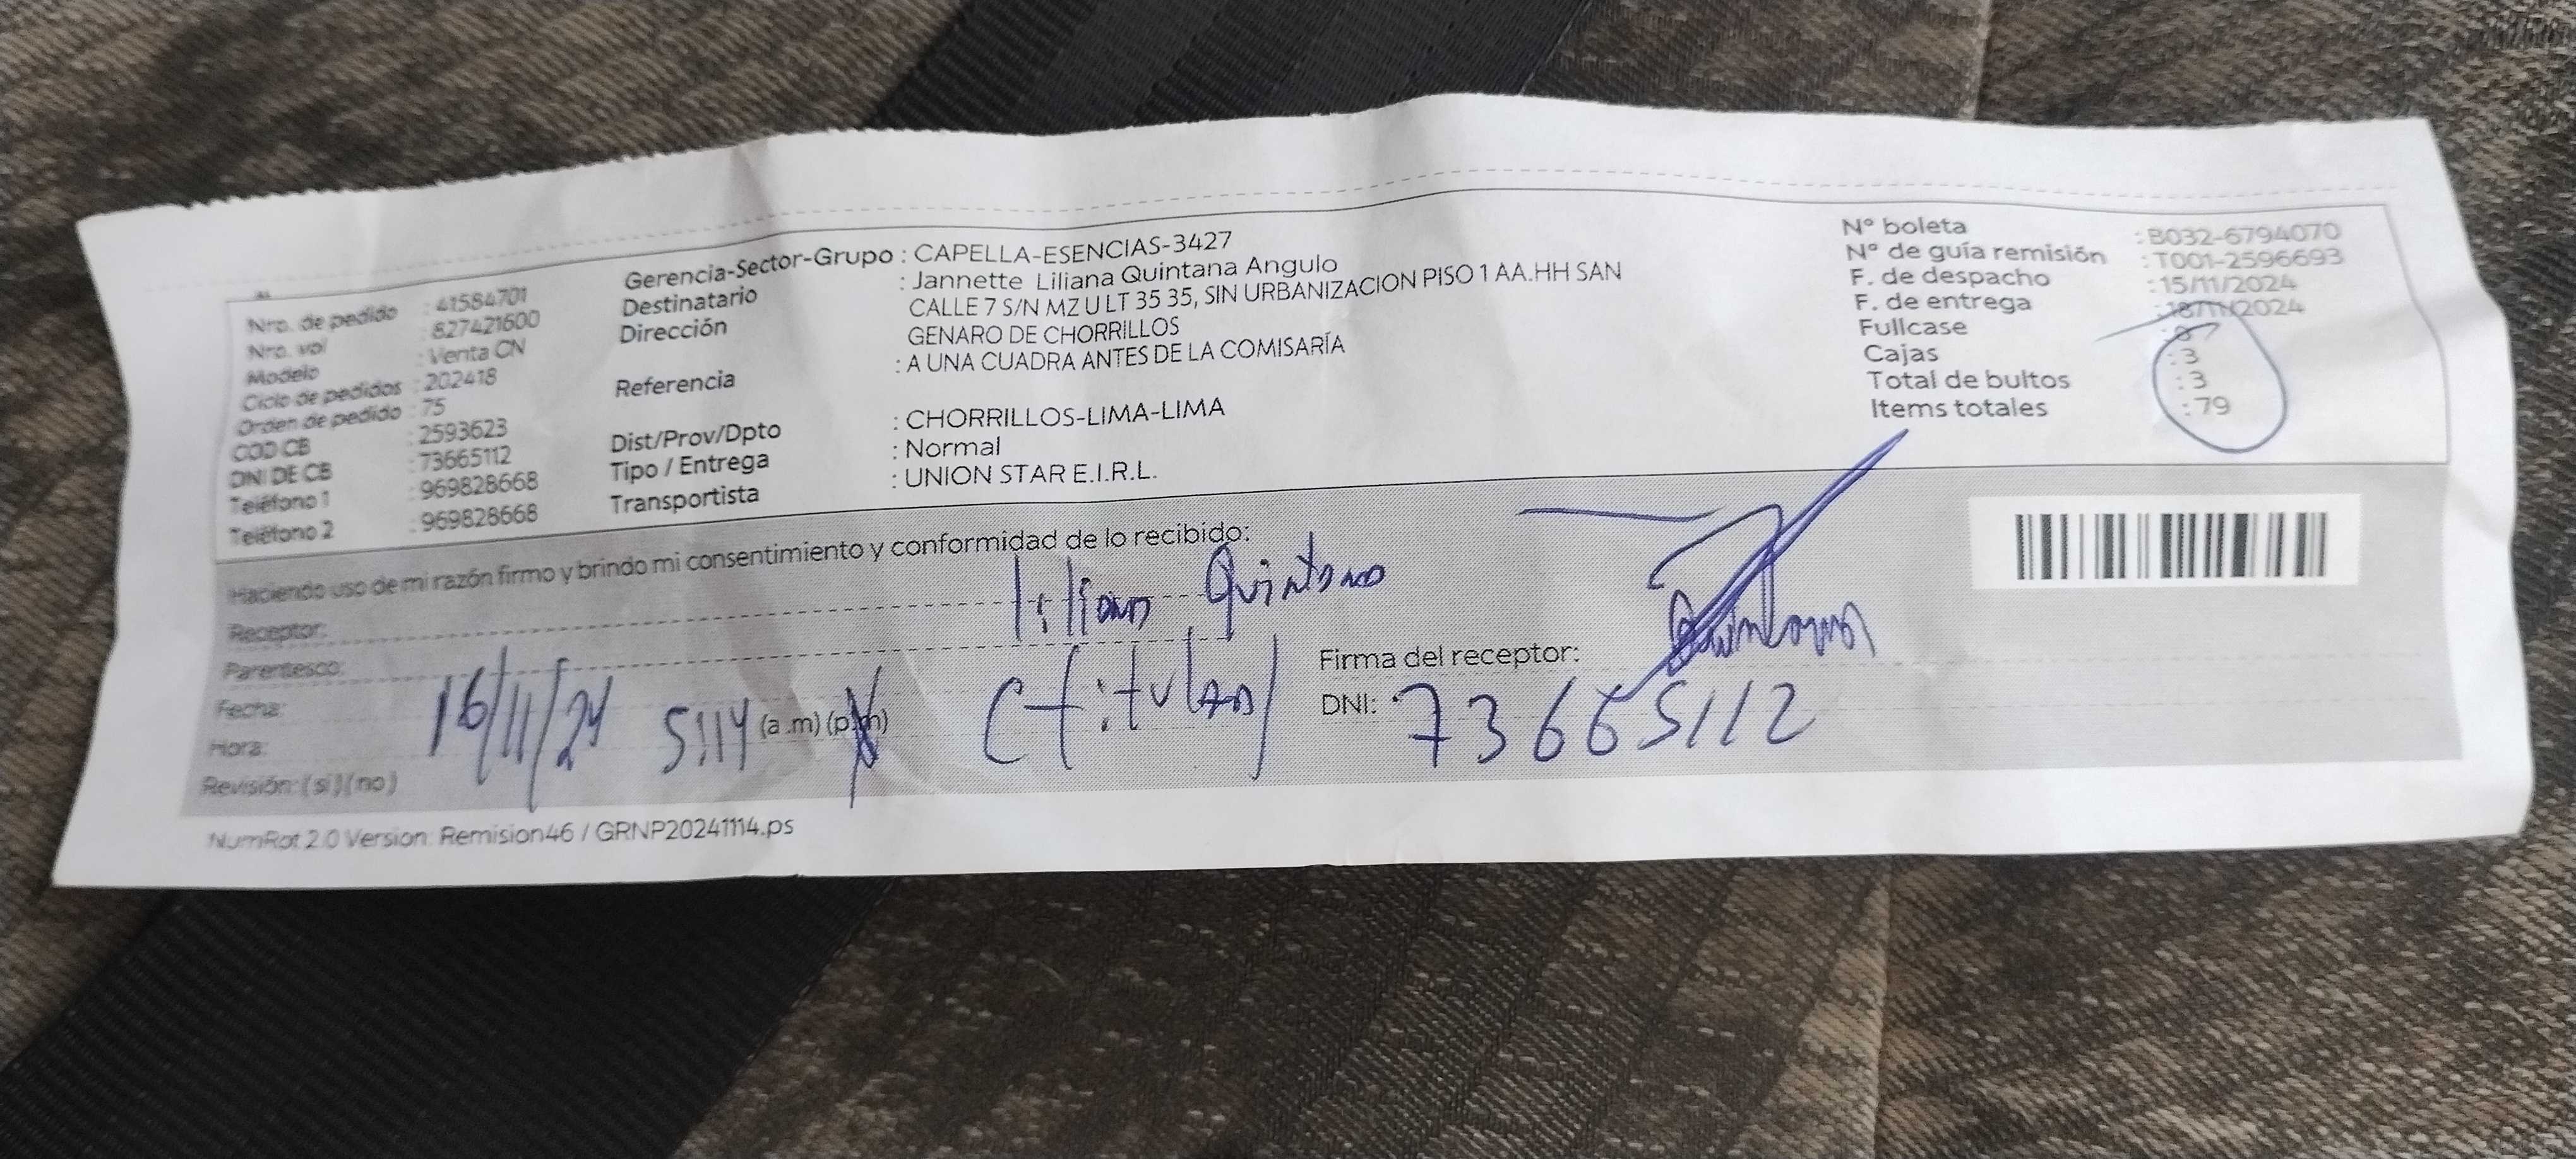 Nro. de pedido : 41584701
Nro. vol : 827421600
Modelo : Venta CN
Ciclo de pedidos : 202418
Orden de pedido : 75
COD CB : 2593623
DNI DE CB : 73665112
Teléfono 1 : 969828668
Teléfono 2 : 969828668
Gerencia-Sector-Grupo : CAPELLA-ESENCIAS-3427
Destinatario : Jannette Liliana Quintana Angulo
Dirección CALLE 7 S/N MZ U LT 35 35, SIN URBANIZACION PISO 1 AA.HH SAN
GENARO DE CHORRILLOS
Referencia : A UNA CUADRA ANTES DE LA COMISARÍA
Dist/Prov/Dpto : CHORRILLOS-LIMA-LIMA
Tipo / Entrega : Normal
Transportista : UNION STAR E.I.R.L.
N° boleta : B032-6794070
N° de guía remisión : T001-2596693
F. de despacho : 15/11/2024
F. de entrega : 18/11/2024
Fullcase : 0
Cajas : 3
Total de bultos : 3
Items totales : 79
Haciendo uso de mi razón firmo y brindo mi consentimiento y conformidad de lo recibido:
Receptor: liliana Quintana
Parentesco: (titular)
Fecha: 16/11/24
Hora: 5:14 (a.m) (p.m)
Revisión: (si) (no)
Firma del receptor: Quintana
DNI: 73665112
NumRot 2.0 Version: Remision46 / GRNP20241114.ps